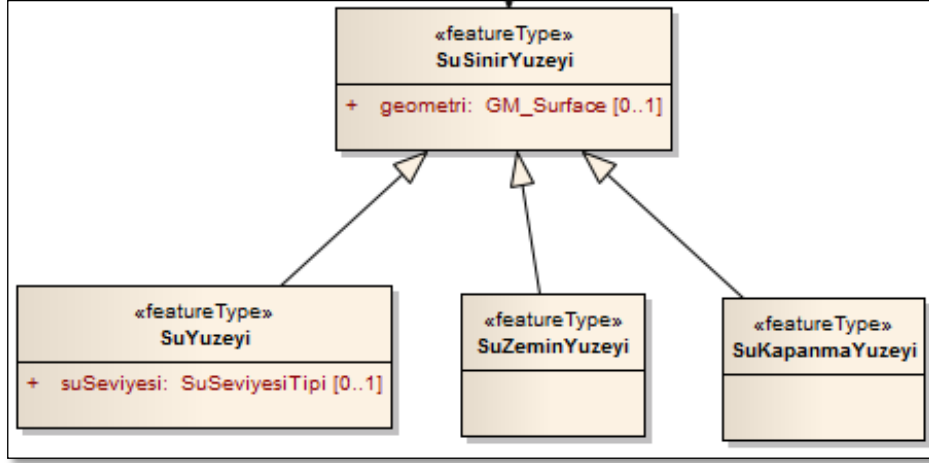 «featureType»
SuSinirYuzeyi
+ geometri: GM_Surface [0..1]
«featureType»
SuYuzeyi
+ suSeviyesi: SuSeviyesiTipi [0..1]
«featureType»
SuZeminYuzeyi
«featureType»
SuKapanmaYuzeyi